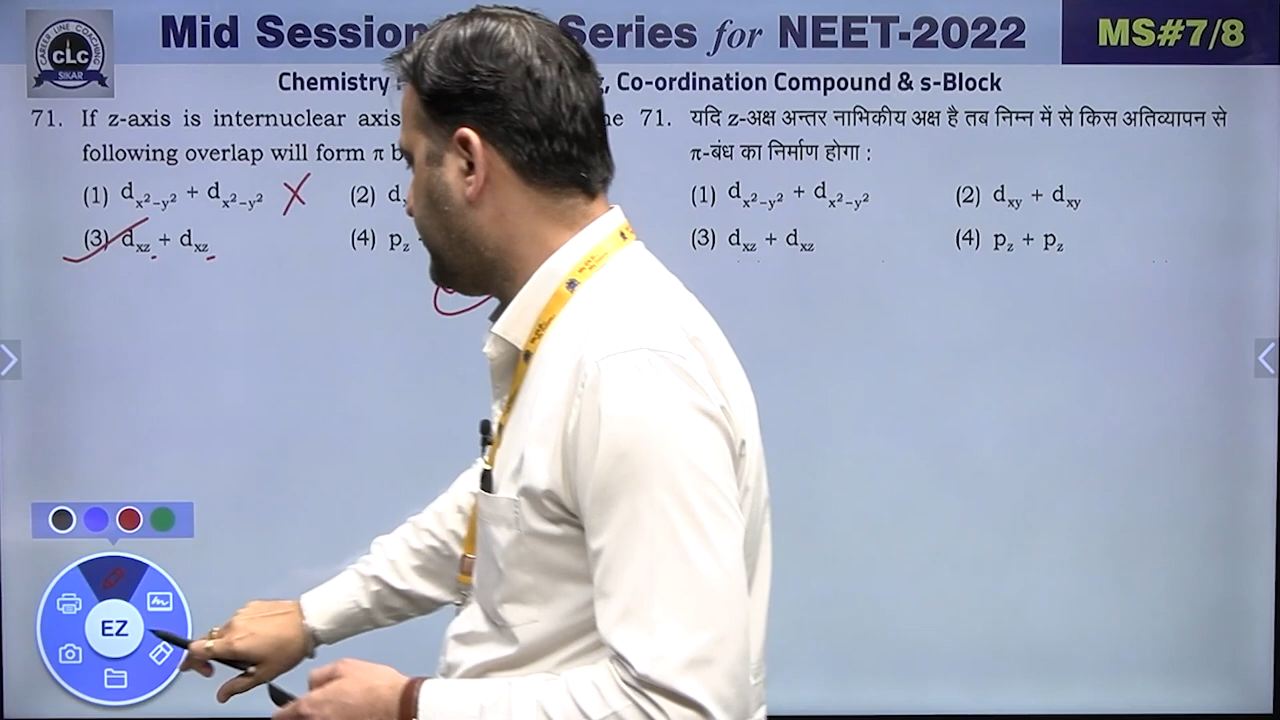 Mid Session Series for NEET-2022
MS#7/8
CAREER LINE COACHING
CLC
SIKAR
Chemistry , Co-ordination Compound & s-Block
71. If z-axis is internuclear axis
following overlap will form π b
(1) dx²−y² + dx²−y²
(2) d
(3) dxz + dxz
(4) pz
71. यदि z-अक्ष अन्तर नाभिकीय अक्ष है तब निम्न में से किस अतिव्यापन से
π-बंध का निर्माण होगा :
(1) dx²−y² + dx²−y²
(2) dxy + dxy
(3) dxz + dxz
(4) pz + pz
EZ